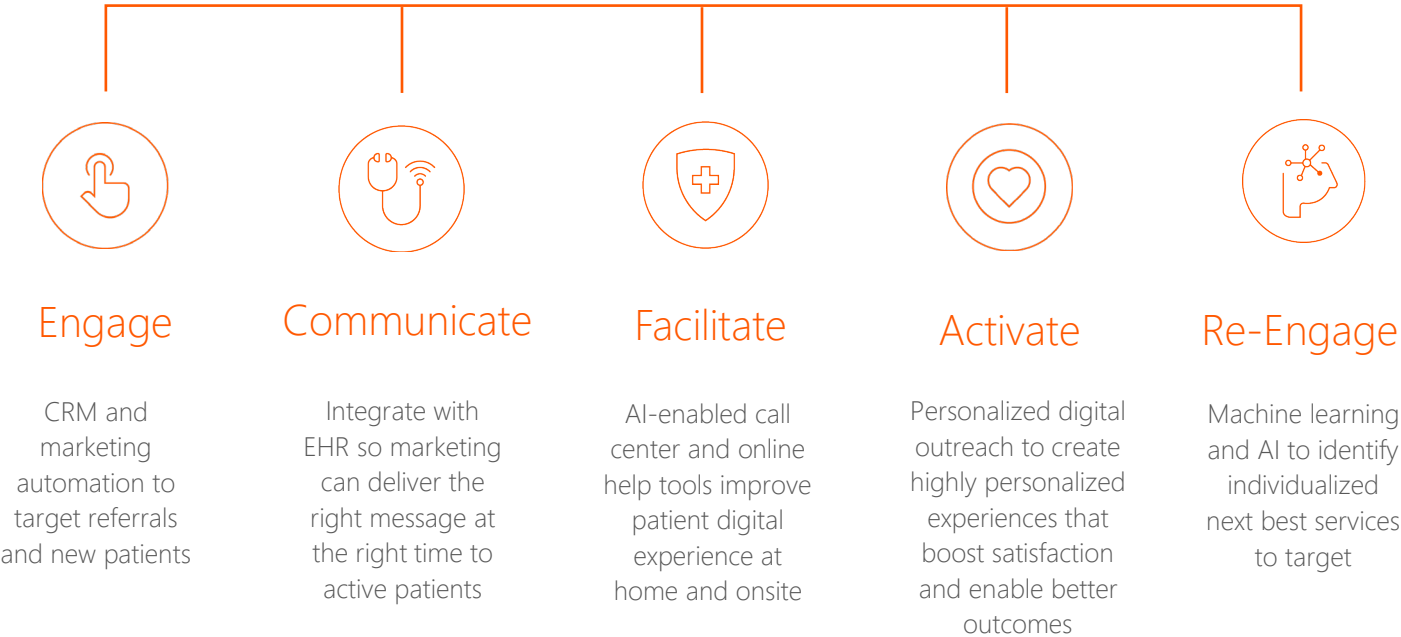 Engage
CRM and
marketing
automation to
target referrals
and new patients
Communicate
Integrate with
EHR so marketing
can deliver the
right message at
the right time to
active patients
Facilitate
AI-enabled call
center and online
help tools improve
patient digital
experience at
home and onsite
Activate
Personalized digital
outreach to create
highly personalized
experiences that
boost satisfaction
and enable better
outcomes
Re-Engage
Machine learning
and AI to identify
individualized
next best services
to target